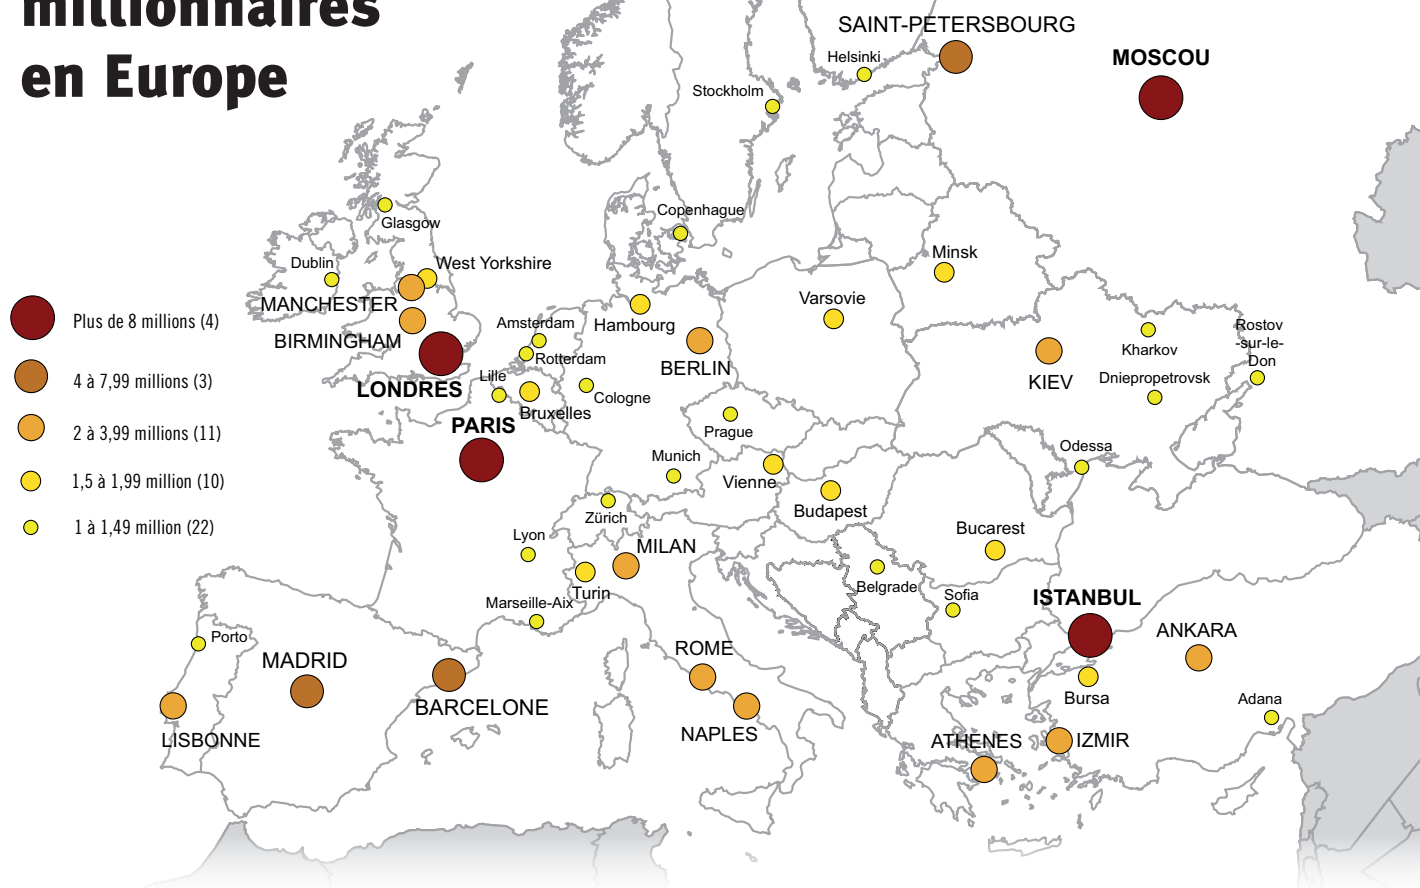 millionnaires
en Europe
SAINT-PETERSBOURG
MOSCOU
Helsinki
Stockholm
Glasgow
Copenhague
Dublin
West Yorkshire
Minsk
MANCHESTER
Varsovie
Plus de 8 millions (4)
BIRMINGHAM
Amsterdam
Hambourg
Rostov
-sur-le-
Don
Kharkov
Rotterdam
BERLIN
LONDRES
Lille
KIEV
Dniepropetrovsk
4 à 7,99 millions (3)
Cologne
Bruxelles
PARIS
2 à 3,99 millions (11)
Prague
Odessa
Munich
Vienne
1,5 à 1,99 million (10)
Budapest
Zürich
1 à 1,49 million (22)
Lyon
Bucarest
MILAN
Turin
Belgrade
Sofia
ISTANBUL
Marseille-Aix
ANKARA
Porto
ROME
MADRID
Bursa
Adana
BARCELONE
NAPLES
LISBONNE
ATHENES
IZMIR